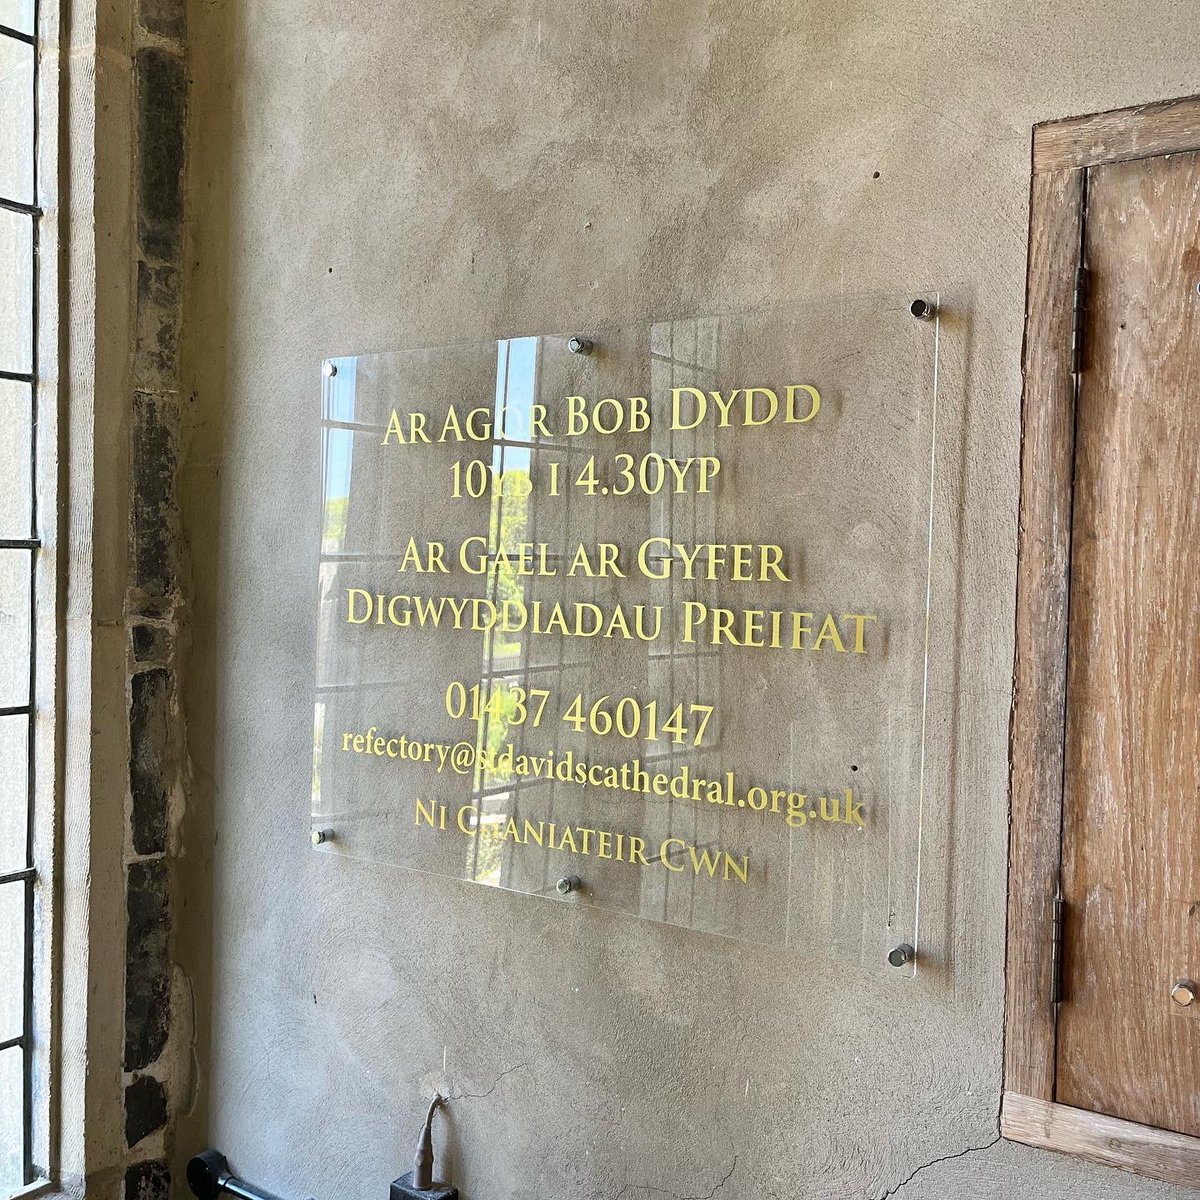 Ar Agor Bob Dydd
10yb i 4.30yp
Ar Gael ar Gyfer
Digwyddiadau Preifat
01437 460147
refectory@stdavidscathedral.org.uk
Ni Chaniateir Cwn